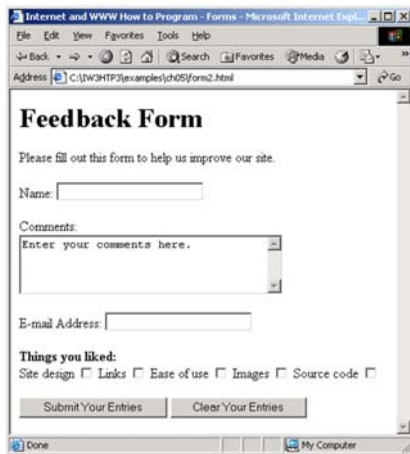 Internet and WWW How to Program - Forms - Microsoft Internet Expl...
File Edit View Favorites Tools Help
Back Search Favorites Media
Address C:\IW3HTP3\examples\ch05\form2.html Go
Feedback Form
Please fill out this form to help us improve our site.
Name:
Comments:
Enter your comments here.
E-mail Address:
Things you liked:
Site design Links Ease of use Images Source code
Submit Your Entries Clear Your Entries
Done My Computer